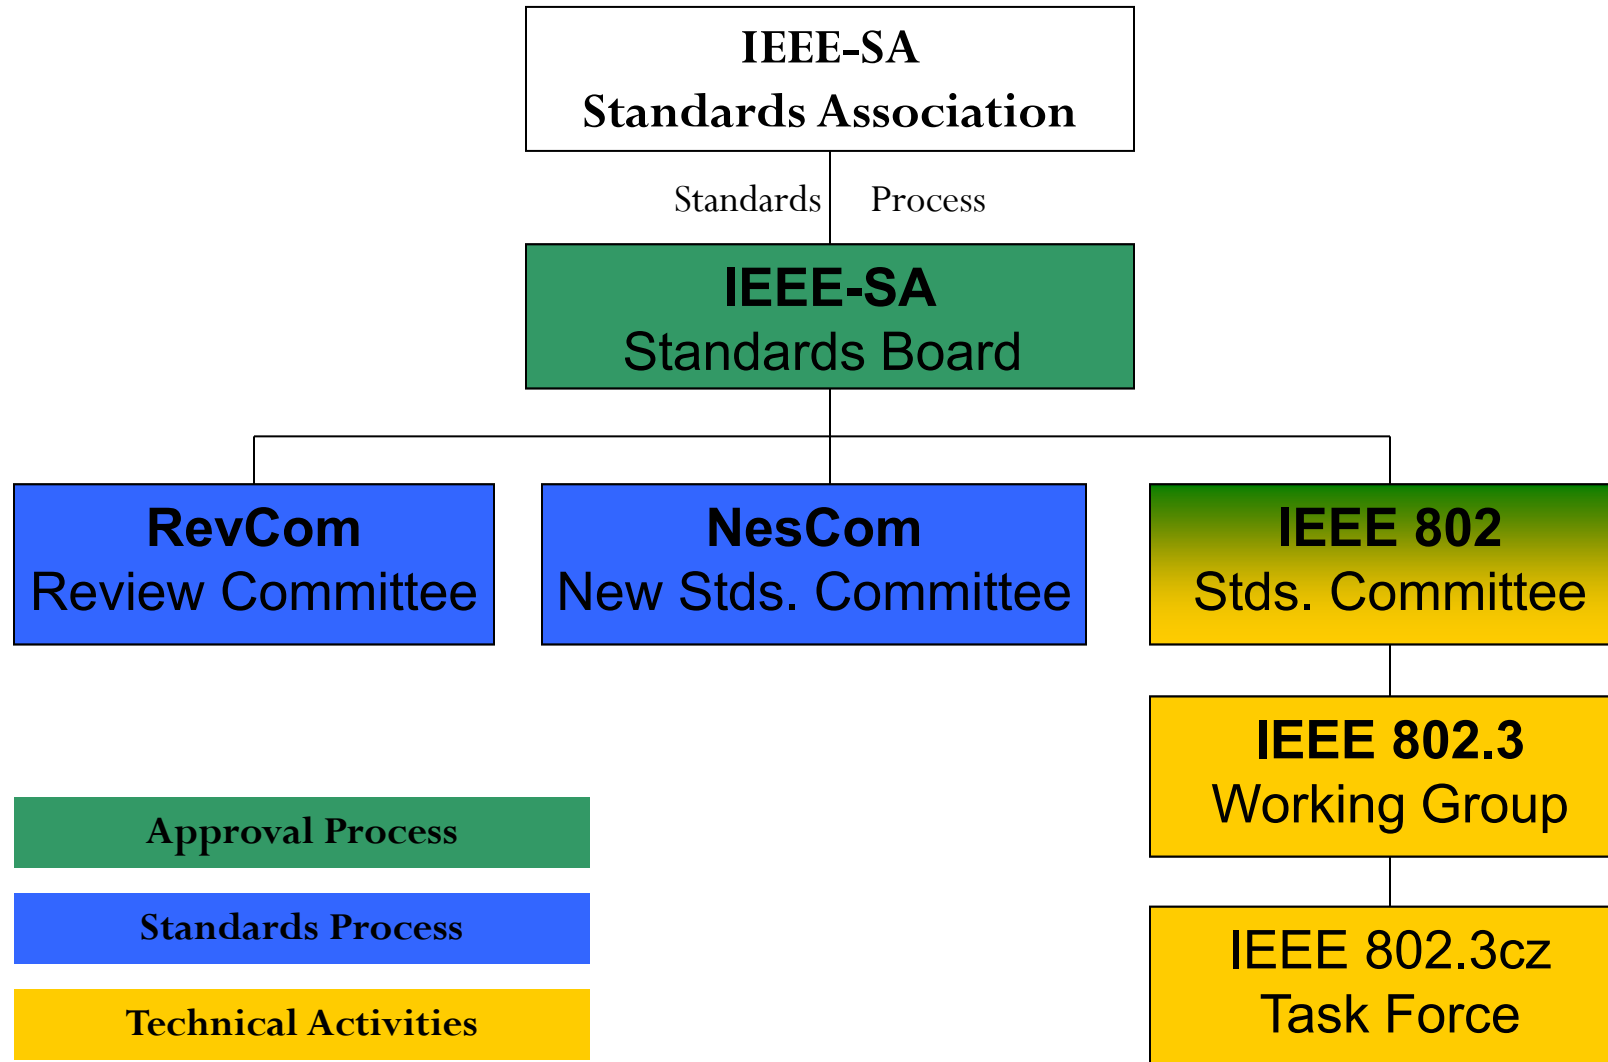 IEEE-SA
Standards Association
Standards Process
IEEE-SA
Standards Board
RevCom
Review Committee
NesCom
New Stds. Committee
IEEE 802
Stds. Committee
IEEE 802.3
Working Group
IEEE 802.3cz
Task Force
Approval Process
Standards Process
Technical Activities